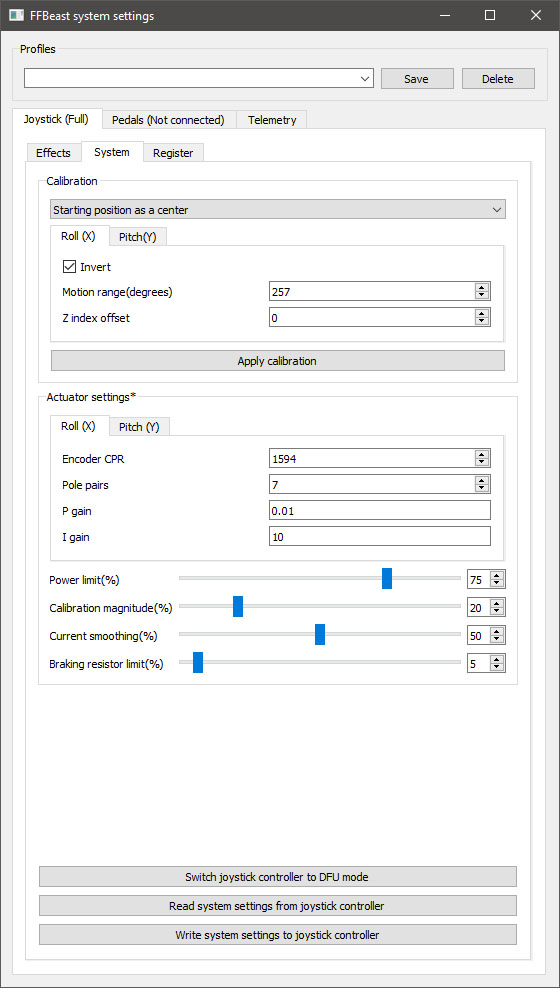 FFBeast system settings
Profiles
Save Delete
Joystick (Full) Pedals (Not connected) Telemetry
Effects System Register
Calibration
Starting position as a center
Roll (X) Pitch(Y)
Invert
Motion range(degrees) 257
Z index offset 0
Apply calibration
Actuator settings*
Roll (X) Pitch (Y)
Encoder CPR 1594
Pole pairs 7
P gain 0.01
I gain 10
Power limit(%) 75
Calibration magnitude(%) 20
Current smoothing(%) 50
Braking resistor limit(%) 5
Switch joystick controller to DFU mode
Read system settings from joystick controller
Write system settings to joystick controller